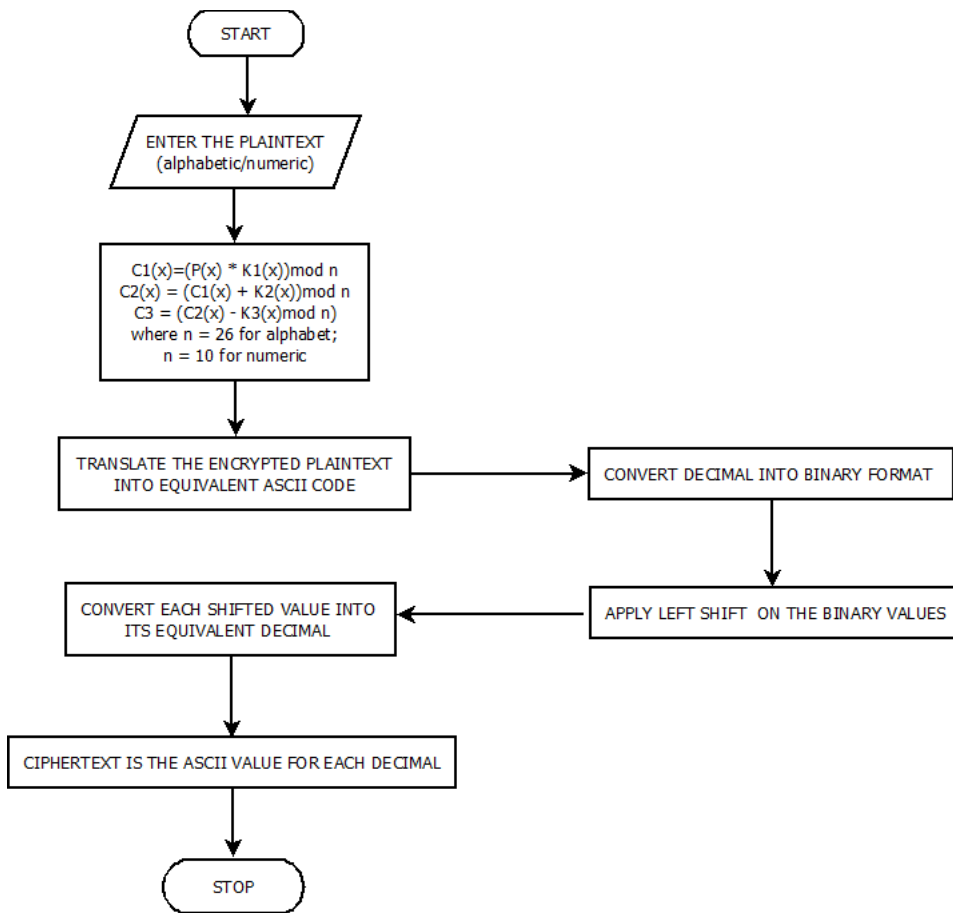 START
ENTER THE PLAINTEXT
(alphabetic/numeric)
C1(x)=(P(x) * K1(x))mod n
C2(x) = (C1(x) + K2(x))mod n
C3 = (C2(x) - K3(x)mod n)
where n = 26 for alphabet;
n = 10 for numeric
TRANSLATE THE ENCRYPTED PLAINTEXT
INTO EQUIVALENT ASCII CODE
CONVERT DECIMAL INTO BINARY FORMAT
APPLY LEFT SHIFT ON THE BINARY VALUES
CONVERT EACH SHIFTED VALUE INTO
ITS EQUIVALENT DECIMAL
CIPHERTEXT IS THE ASCII VALUE FOR EACH DECIMAL
STOP